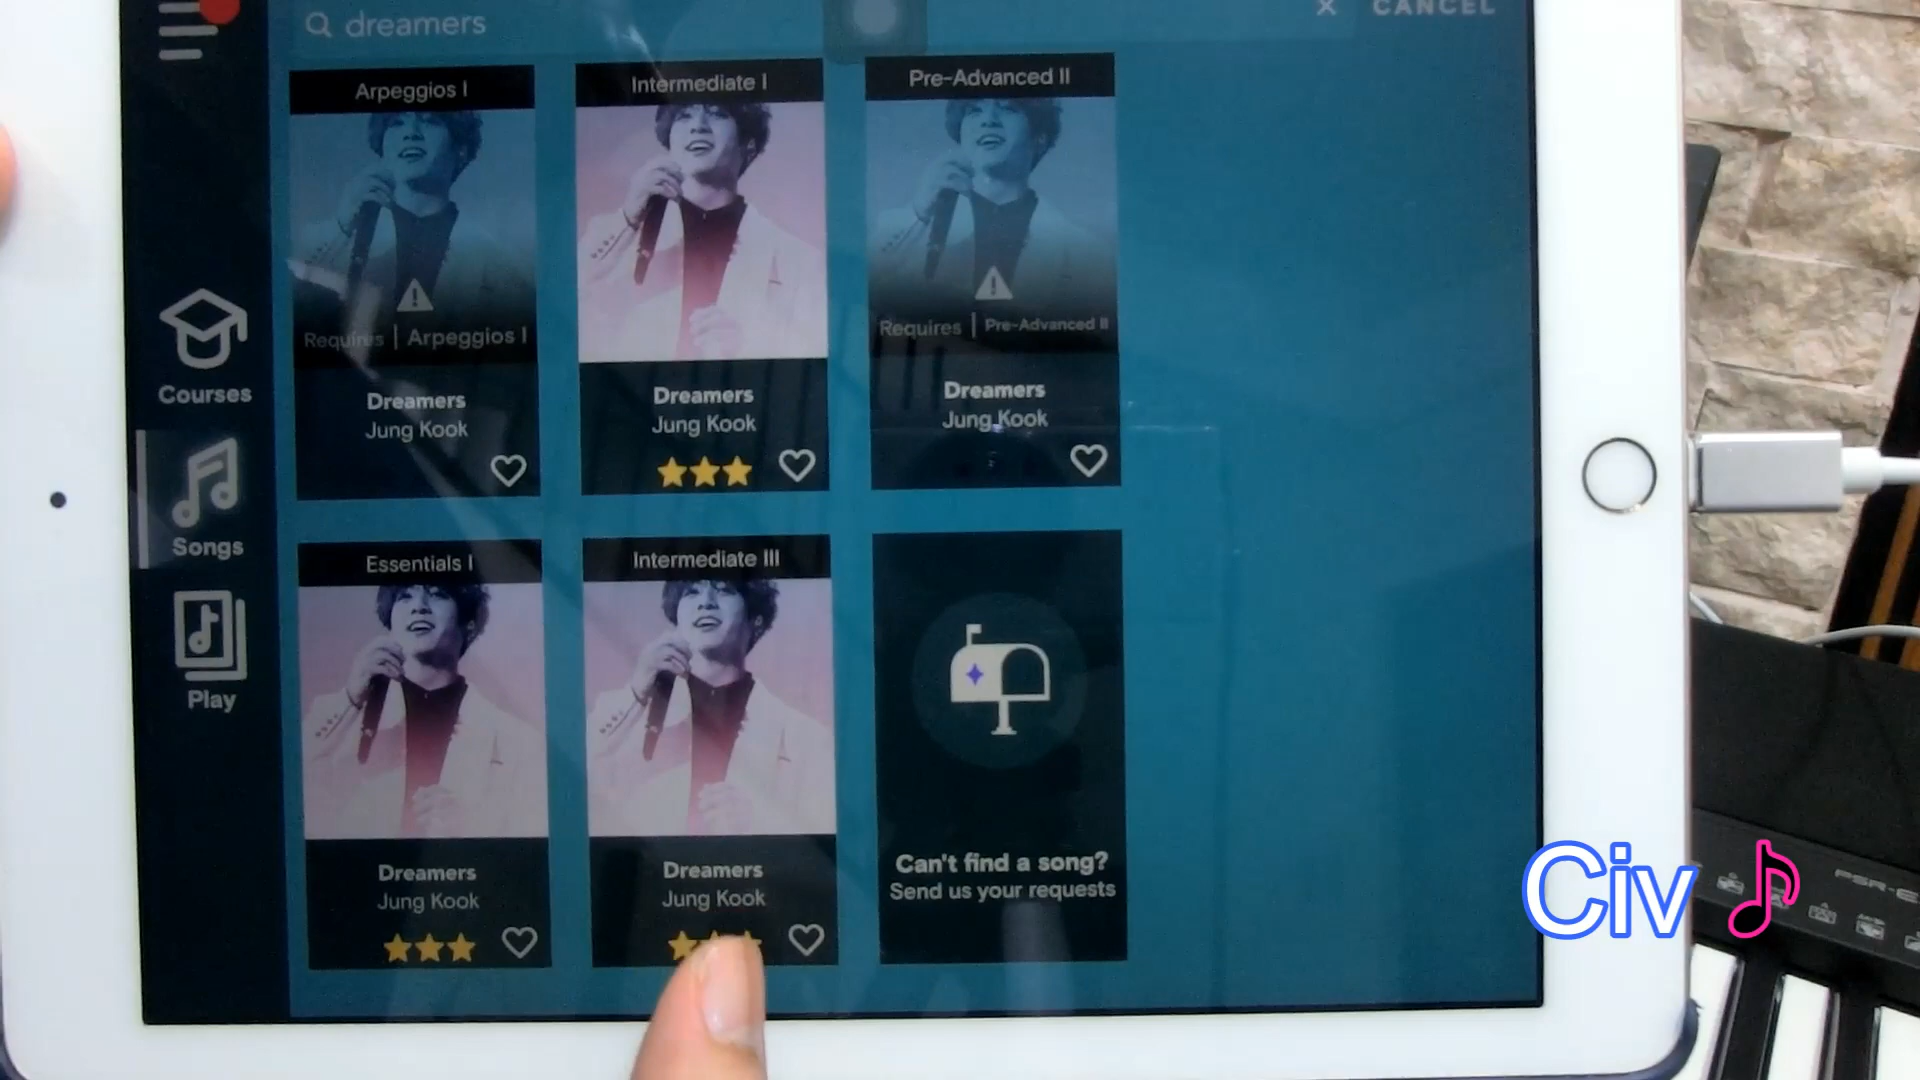 dreamers
× CANCEL
Arpeggios I
Requires | Arpeggios I
Dreamers
Jung Kook
Intermediate I
Dreamers
Jung Kook
Pre-Advanced II
Requires | Pre-Advanced II
Dreamers
Jung Kook
Courses
Songs
Play
Essentials I
Dreamers
Jung Kook
Intermediate III
Dreamers
Jung Kook
Can't find a song?
Send us your requests
Civ
PSR-E